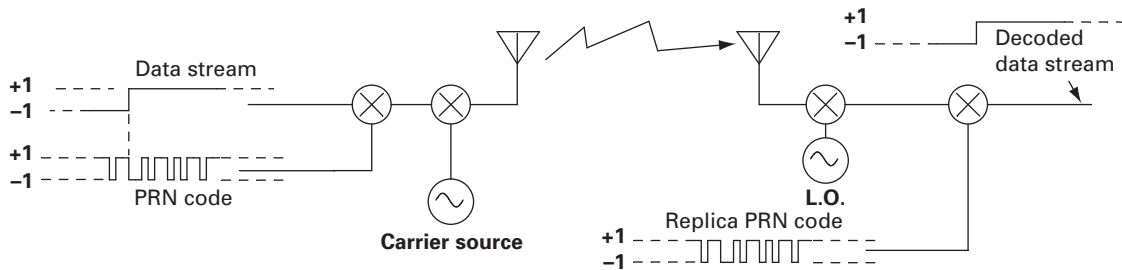 +1
−1
Data stream
+1
−1
PRN code
Carrier source
L.O.
Replica PRN code
+1
−1
+1
−1
Decoded
data stream